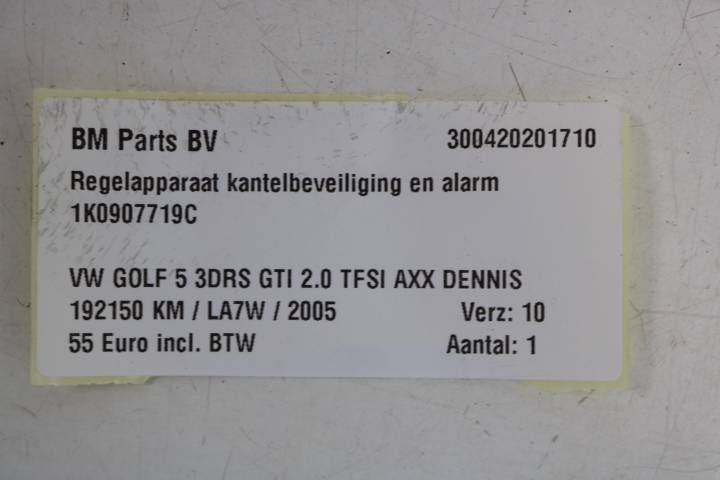 BM Parts BV 300420201710
Regelapparaat kantelbeveiliging en alarm
1K0907719C
VW GOLF 5 3DRS GTI 2.0 TFSI AXX DENNIS
192150 KM / LA7W / 2005 Verz: 10
55 Euro incl. BTW Aantal: 1